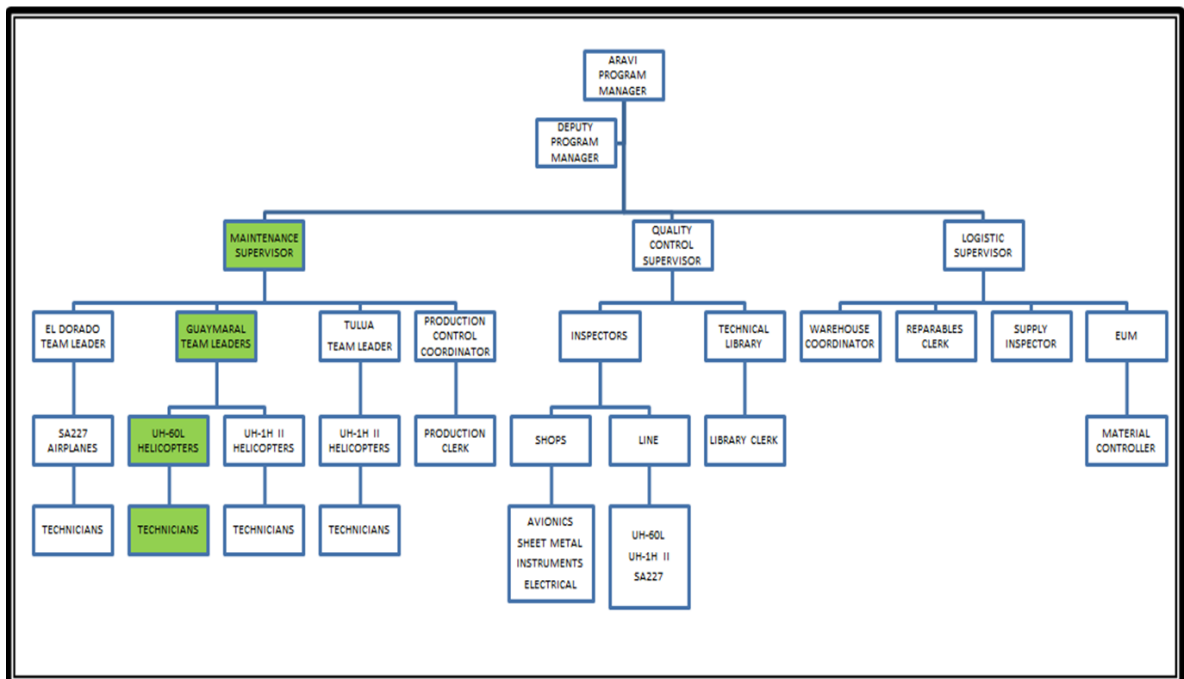 ARAVI
PROGRAM
MANAGER
DEPUTY
PROGRAM
MANAGER
MAINTENANCE
SUPERVISOR
QUALITY
CONTROL
SUPERVISOR
LOGISTIC
SUPERVISOR
EL DORADO
TEAM LEADER
GUAYMARAL
TEAM LEADERS
TULUA
TEAM LEADER
PRODUCTION
CONTROL
COORDINATOR
INSPECTORS
TECHNICAL
LIBRARY
WAREHOUSE
COORDINATOR
REPARABLES
CLERK
SUPPLY
INSPECTOR
EUM
SA227
AIRPLANES
UH-60L
HELICOPTERS
UH-1H II
HELICOPTERS
UH-1H II
HELICOPTERS
PRODUCTION
CLERK
SHOPS
LINE
LIBRARY CLERK
MATERIAL
CONTROLLER
TECHNICIANS
TECHNICIANS
TECHNICIANS
TECHNICIANS
AVIONICS
SHEET METAL
INSTRUMENTS
ELECTRICAL
UH-60L
UH-1H II
SA227